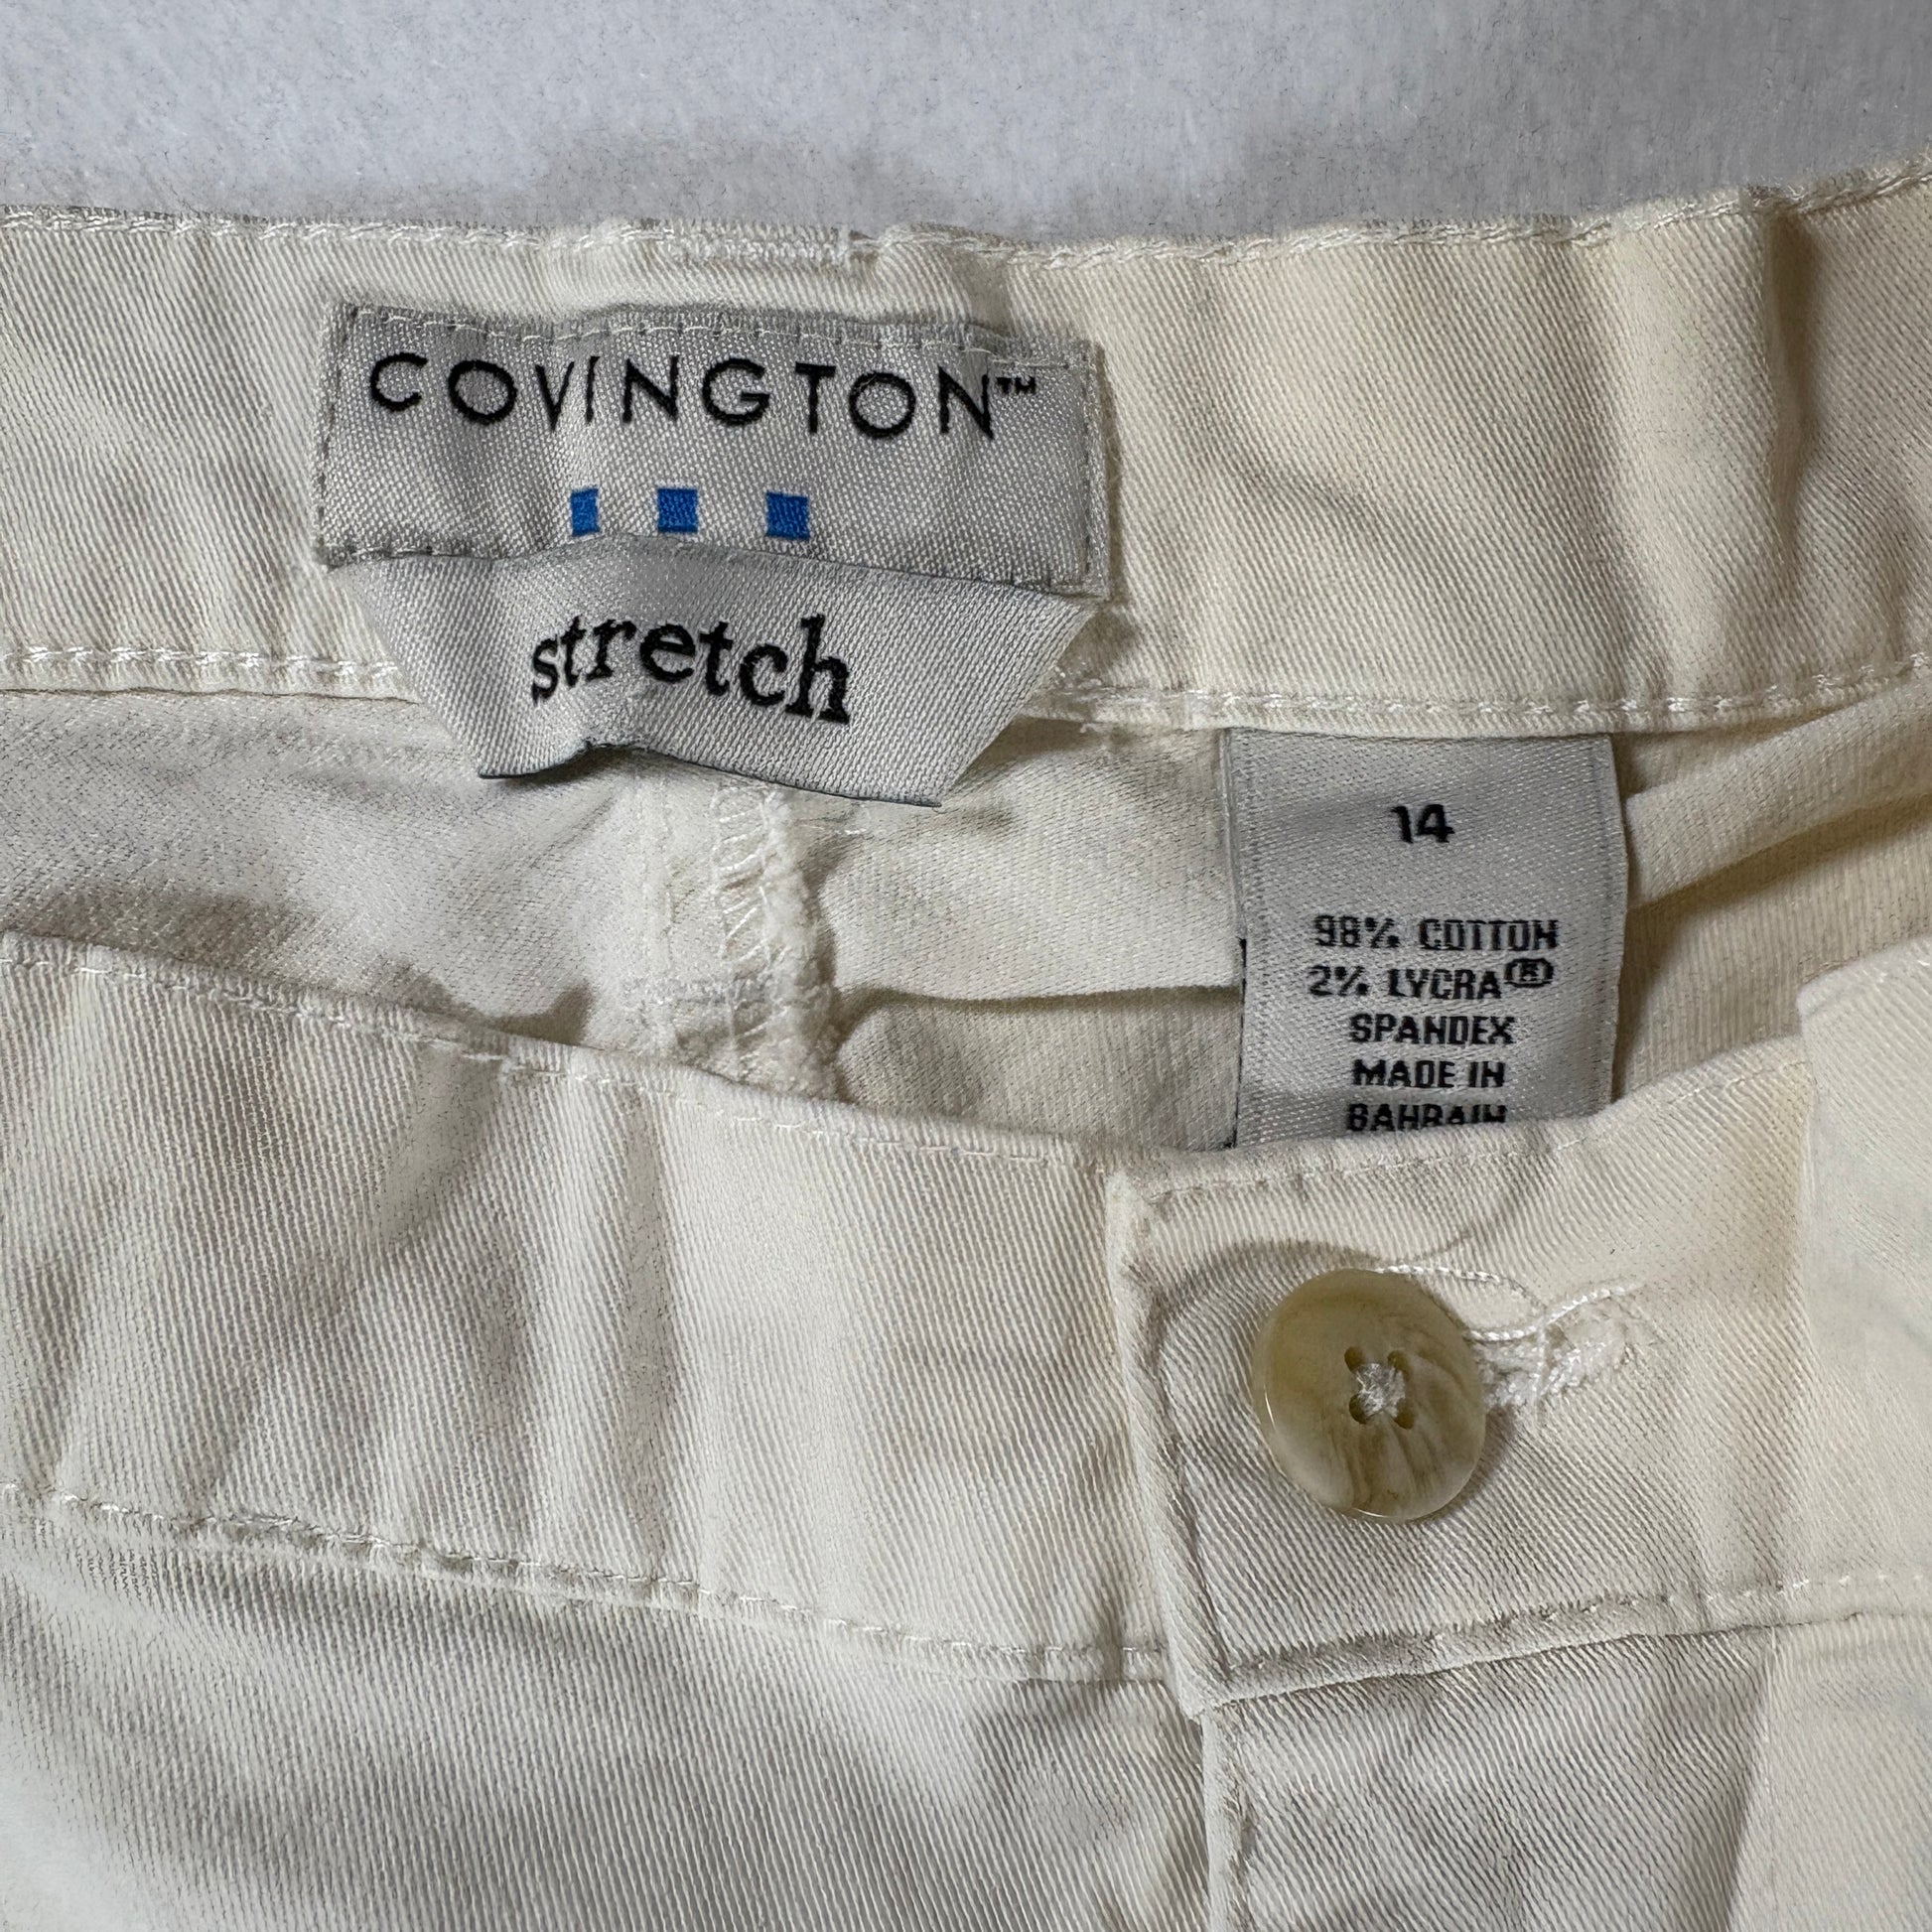 COVINGTON™
stretch
14
98% COTTON
2% LYCRA®
SPANDEX
MADE IN
BAHRAIN